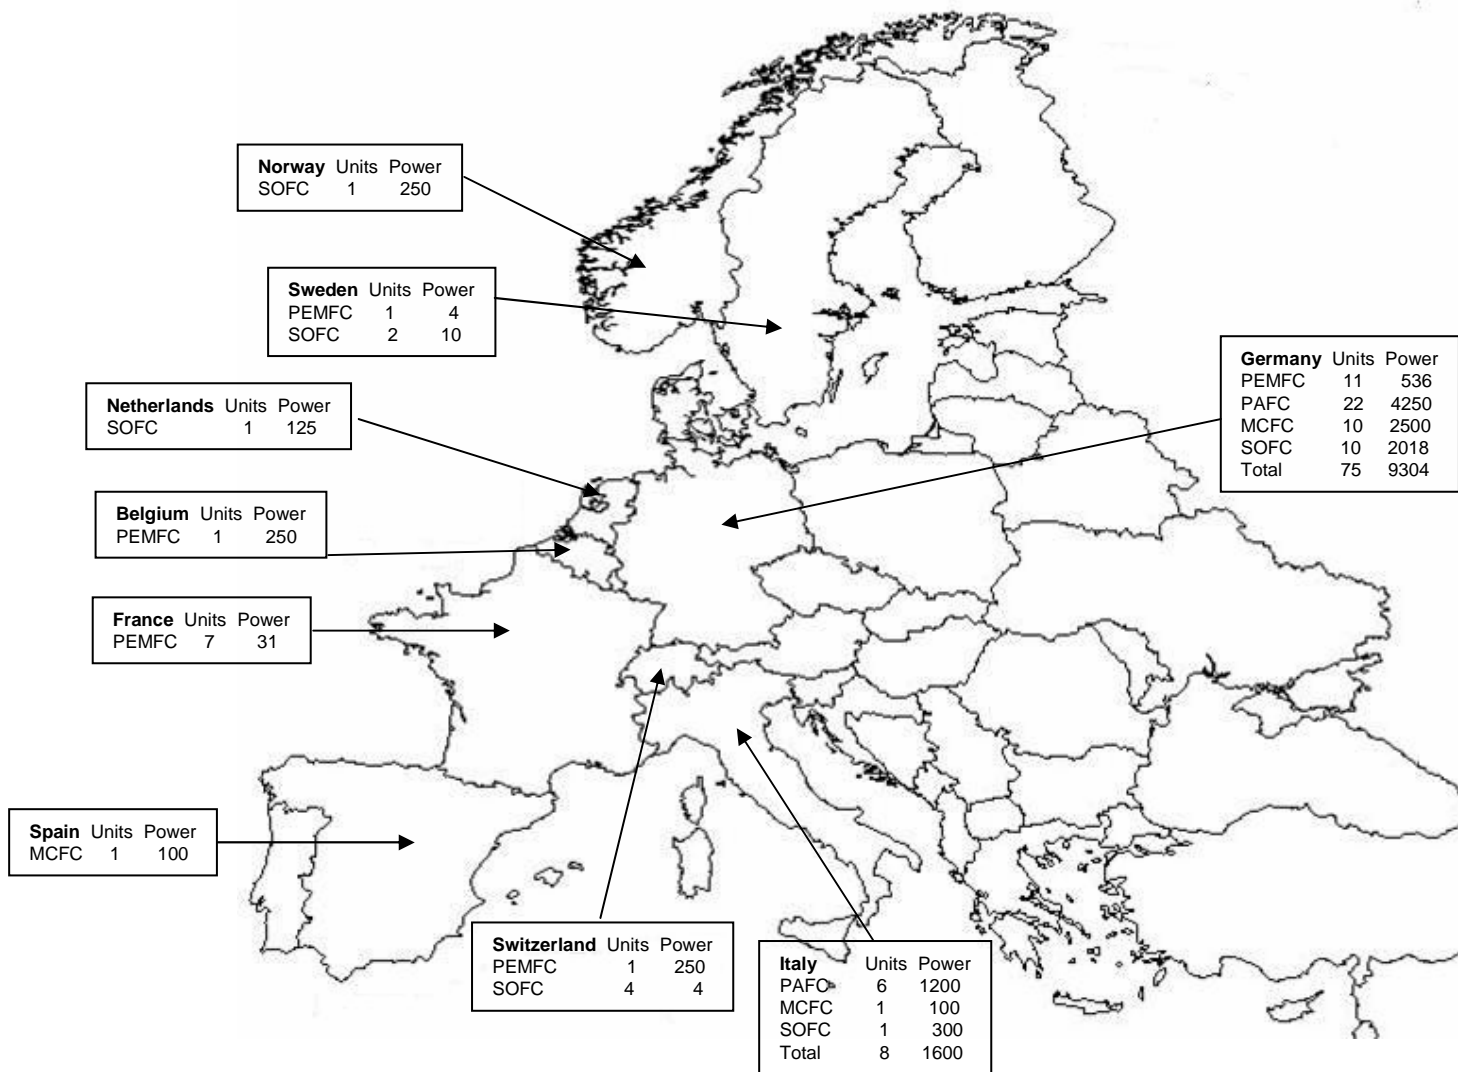 Norway Units Power
SOFC 1 250
Sweden Units Power
PEMFC 1 4
SOFC 2 10
Netherlands Units Power
SOFC 1 125
Belgium Units Power
PEMFC 1 250
France Units Power
PEMFC 7 31
Spain Units Power
MCFC 1 100
Switzerland Units Power
PEMFC 1 250
SOFC 4 4
Italy Units Power
PAFC 6 1200
MCFC 1 100
SOFC 1 300
Total 8 1600
Germany Units Power
PEMFC 11 536
PAFC 22 4250
MCFC 10 2500
SOFC 10 2018
Total 75 9304